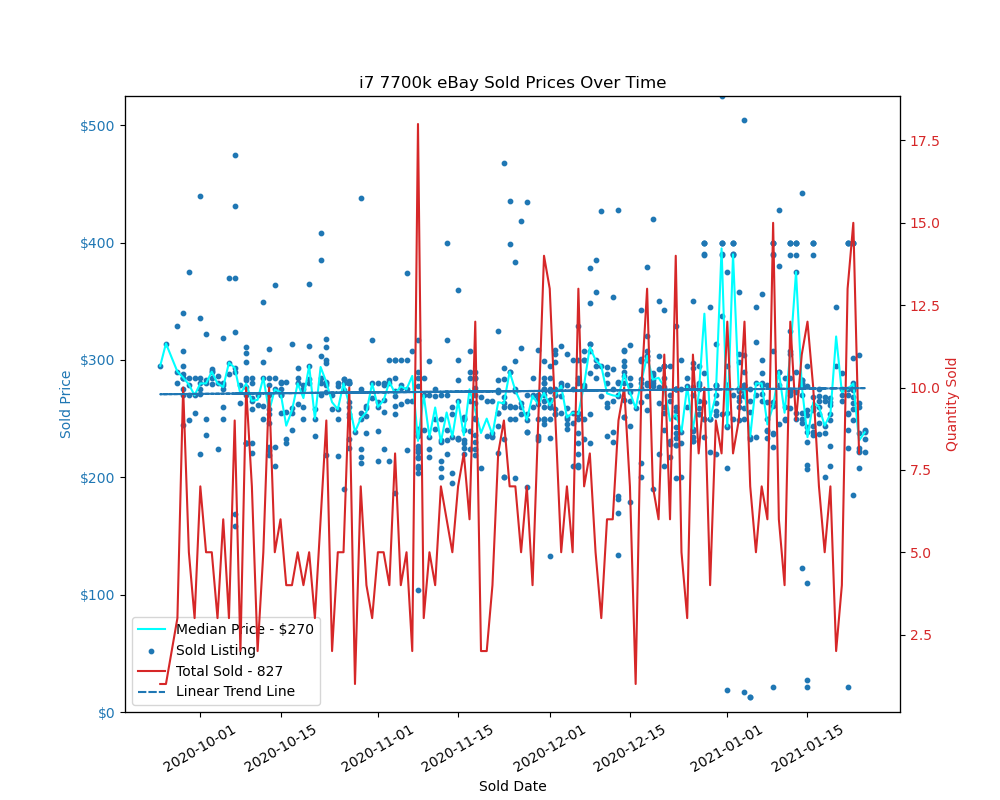 i7 7700k eBay Sold Prices Over Time
$500
$400
$300
$200
$100
$0
Sold Price
17.5
15.0
12.5
10.0
7.5
5.0
2.5
Quantity Sold
Median Price - $270
Sold Listing
Total Sold - 827
Linear Trend Line
2020-10-01
2020-10-15
2020-11-01
2020-11-15
2020-12-01
2020-12-15
2021-01-01
2021-01-15
Sold Date